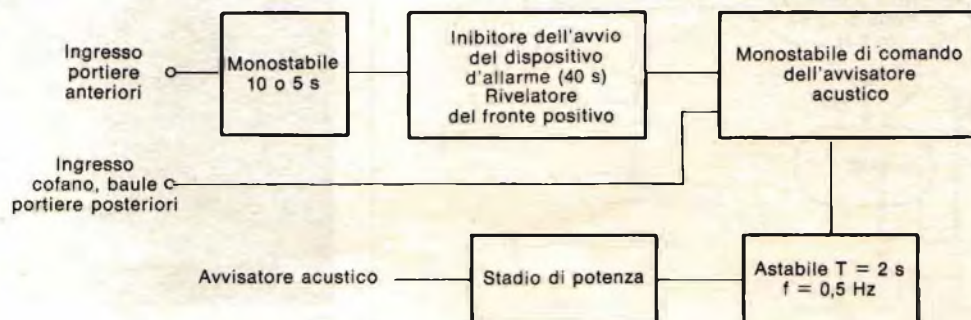 Ingresso
portiere
anteriori
Monostabile
10 o 5 s
Inibitore dell'avvio
del dispositivo
d'allarme (40 s)
Rivelatore
del fronte positivo
Monostabile di comando
dell'avvisatore
acustico
Ingresso
cofano, baule
portiere posteriori
Avvisatore acustico
Stadio di potenza
Astabile T = 2 s
f = 0,5 Hz